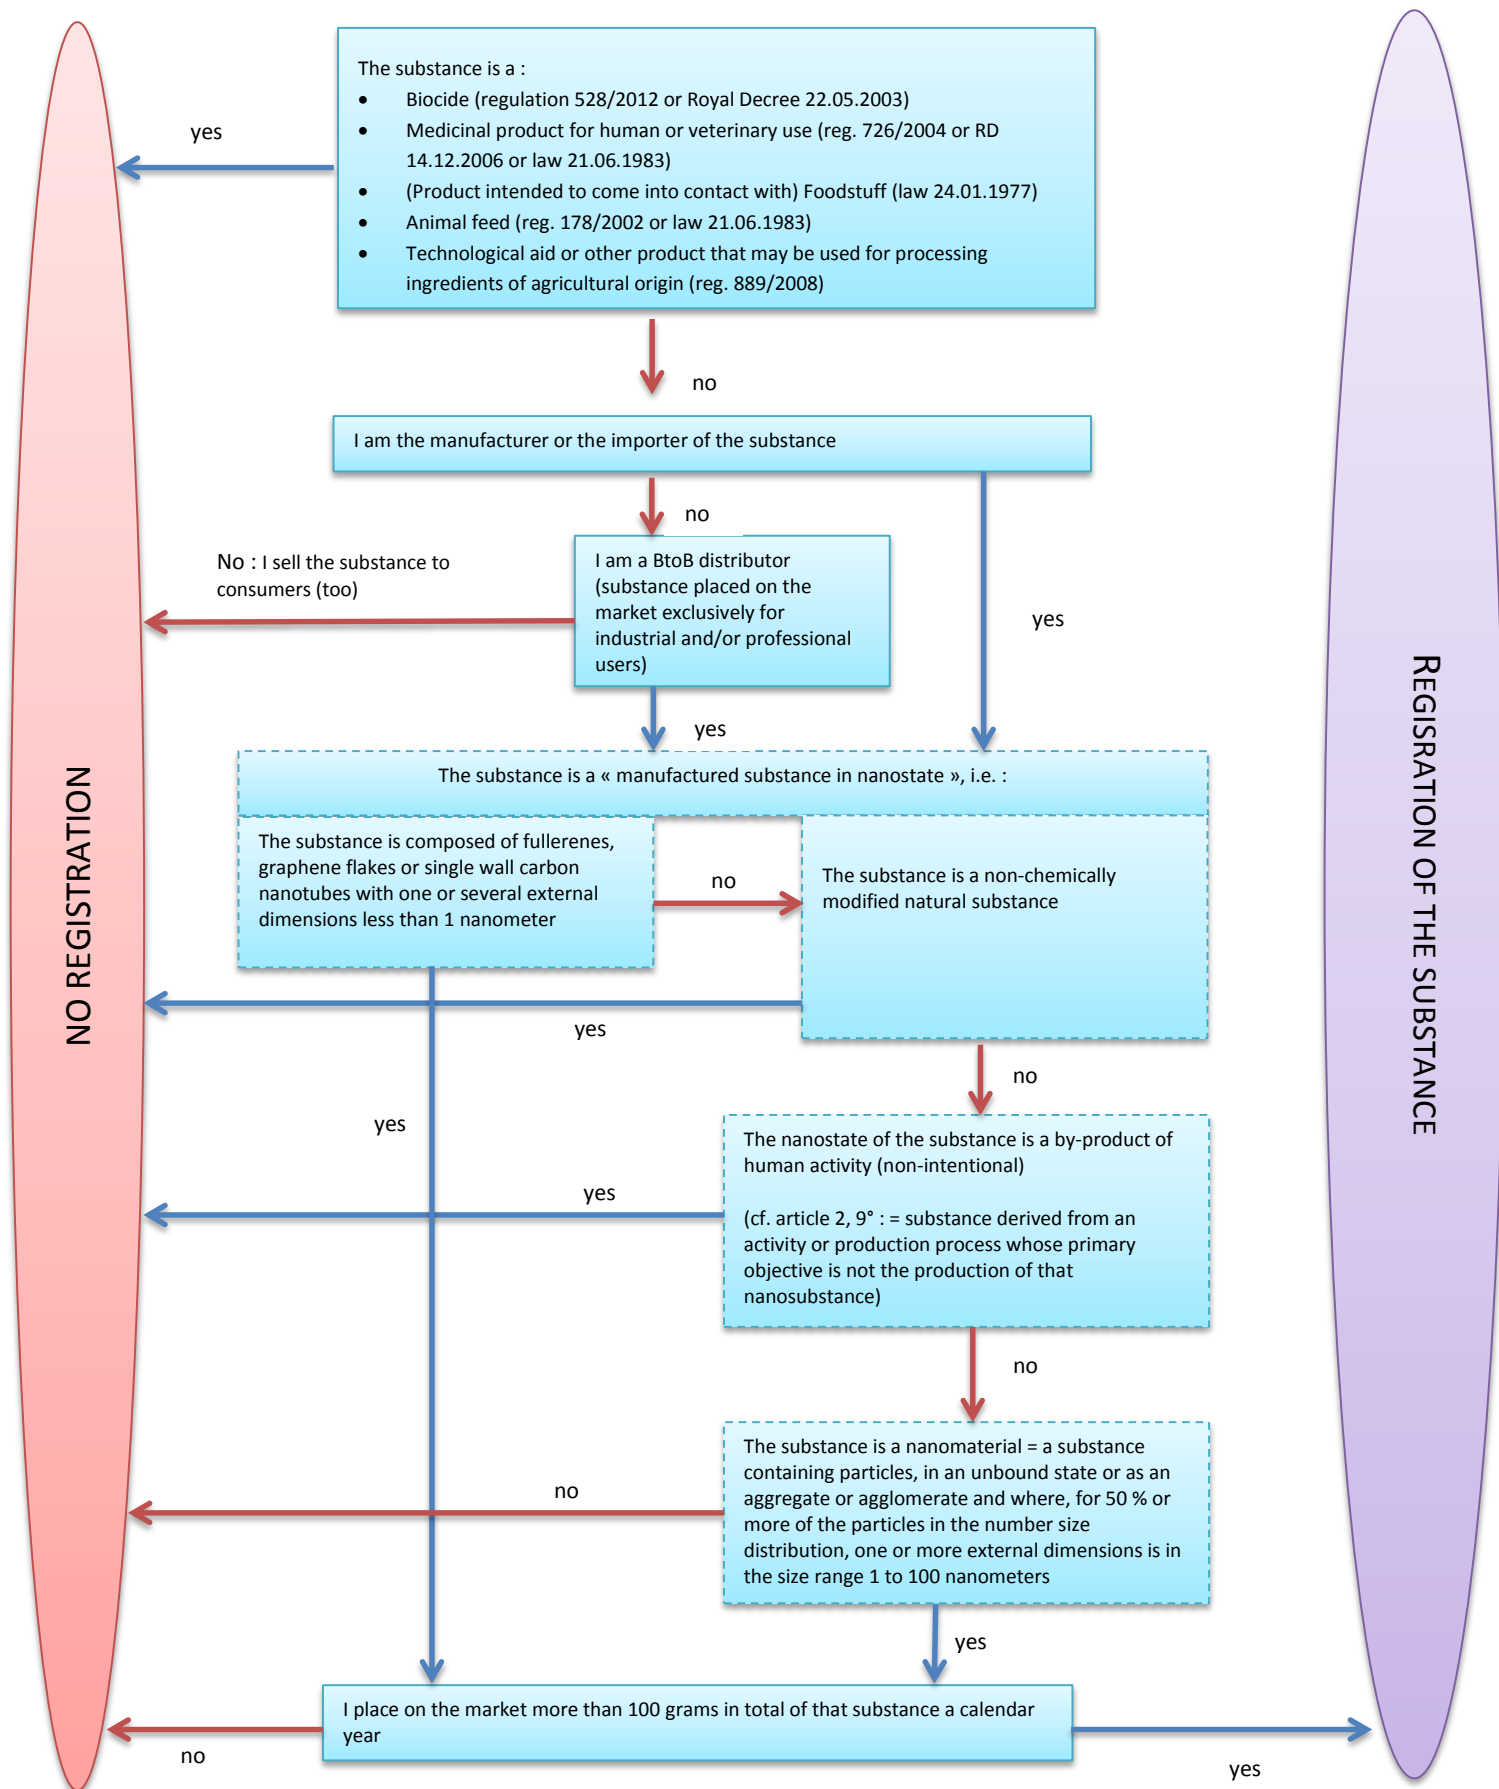 The substance is a :
• Biocide (regulation 528/2012 or Royal Decree 22.05.2003)
• Medicinal product for human or veterinary use (reg. 726/2004 or RD
14.12.2006 or law 21.06.1983)
• (Product intended to come into contact with) Foodstuff (law 24.01.1977)
• Animal feed (reg. 178/2002 or law 21.06.1983)
• Technological aid or other product that may be used for processing
ingredients of agricultural origin (reg. 889/2008)
yes
no
I am the manufacturer or the importer of the substance
no
yes
I am a BtoB distributor
(substance placed on the
market exclusively for
industrial and/or professional
users)
No : I sell the substance to
consumers (too)
yes
The substance is a « manufactured substance in nanostate », i.e. :
The substance is composed of fullerenes,
graphene flakes or single wall carbon
nanotubes with one or several external
dimensions less than 1 nanometer
no
The substance is a non-chemically
modified natural substance
yes
no
yes
The nanostate of the substance is a by-product of
human activity (non-intentional)
(cf. article 2, 9° : = substance derived from an
activity or production process whose primary
objective is not the production of that
nanosubstance)
yes
no
The substance is a nanomaterial = a substance
containing particles, in an unbound state or as an
aggregate or agglomerate and where, for 50 % or
more of the particles in the number size
distribution, one or more external dimensions is in
the size range 1 to 100 nanometers
no
yes
I place on the market more than 100 grams in total of that substance a calendar
year
no
yes
NO REGISTRATION
REGISRATION OF THE SUBSTANCE